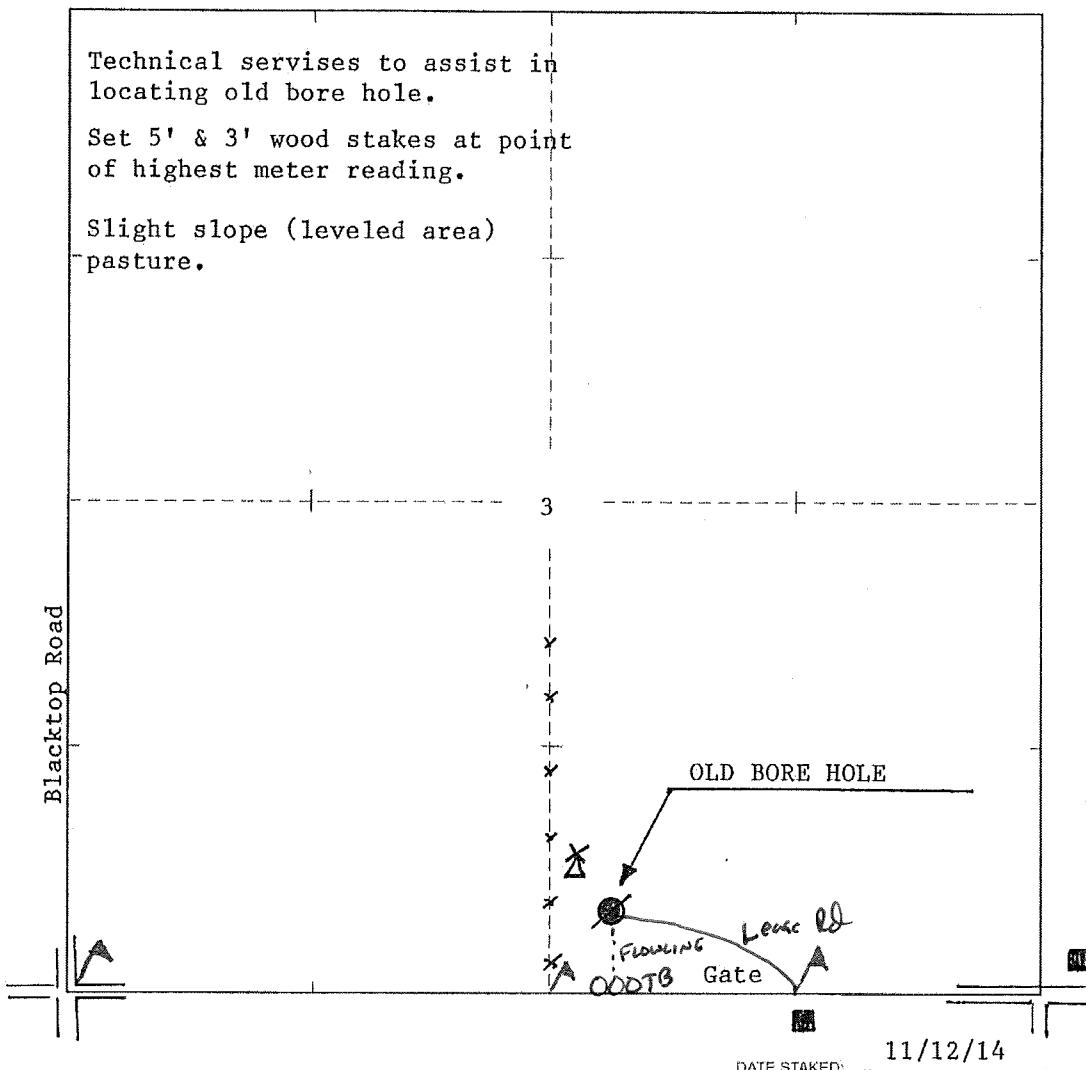 Technical servises to assist in
locating old bore hole.
Set 5' & 3' wood stakes at point
of highest meter reading.
Slight slope (leveled area)
pasture.
3
Blacktop Road
OLD BORE HOLE
Lease Rd
FLOWLING
OOOTB
Gate
11/12/14
DATE STAKED: